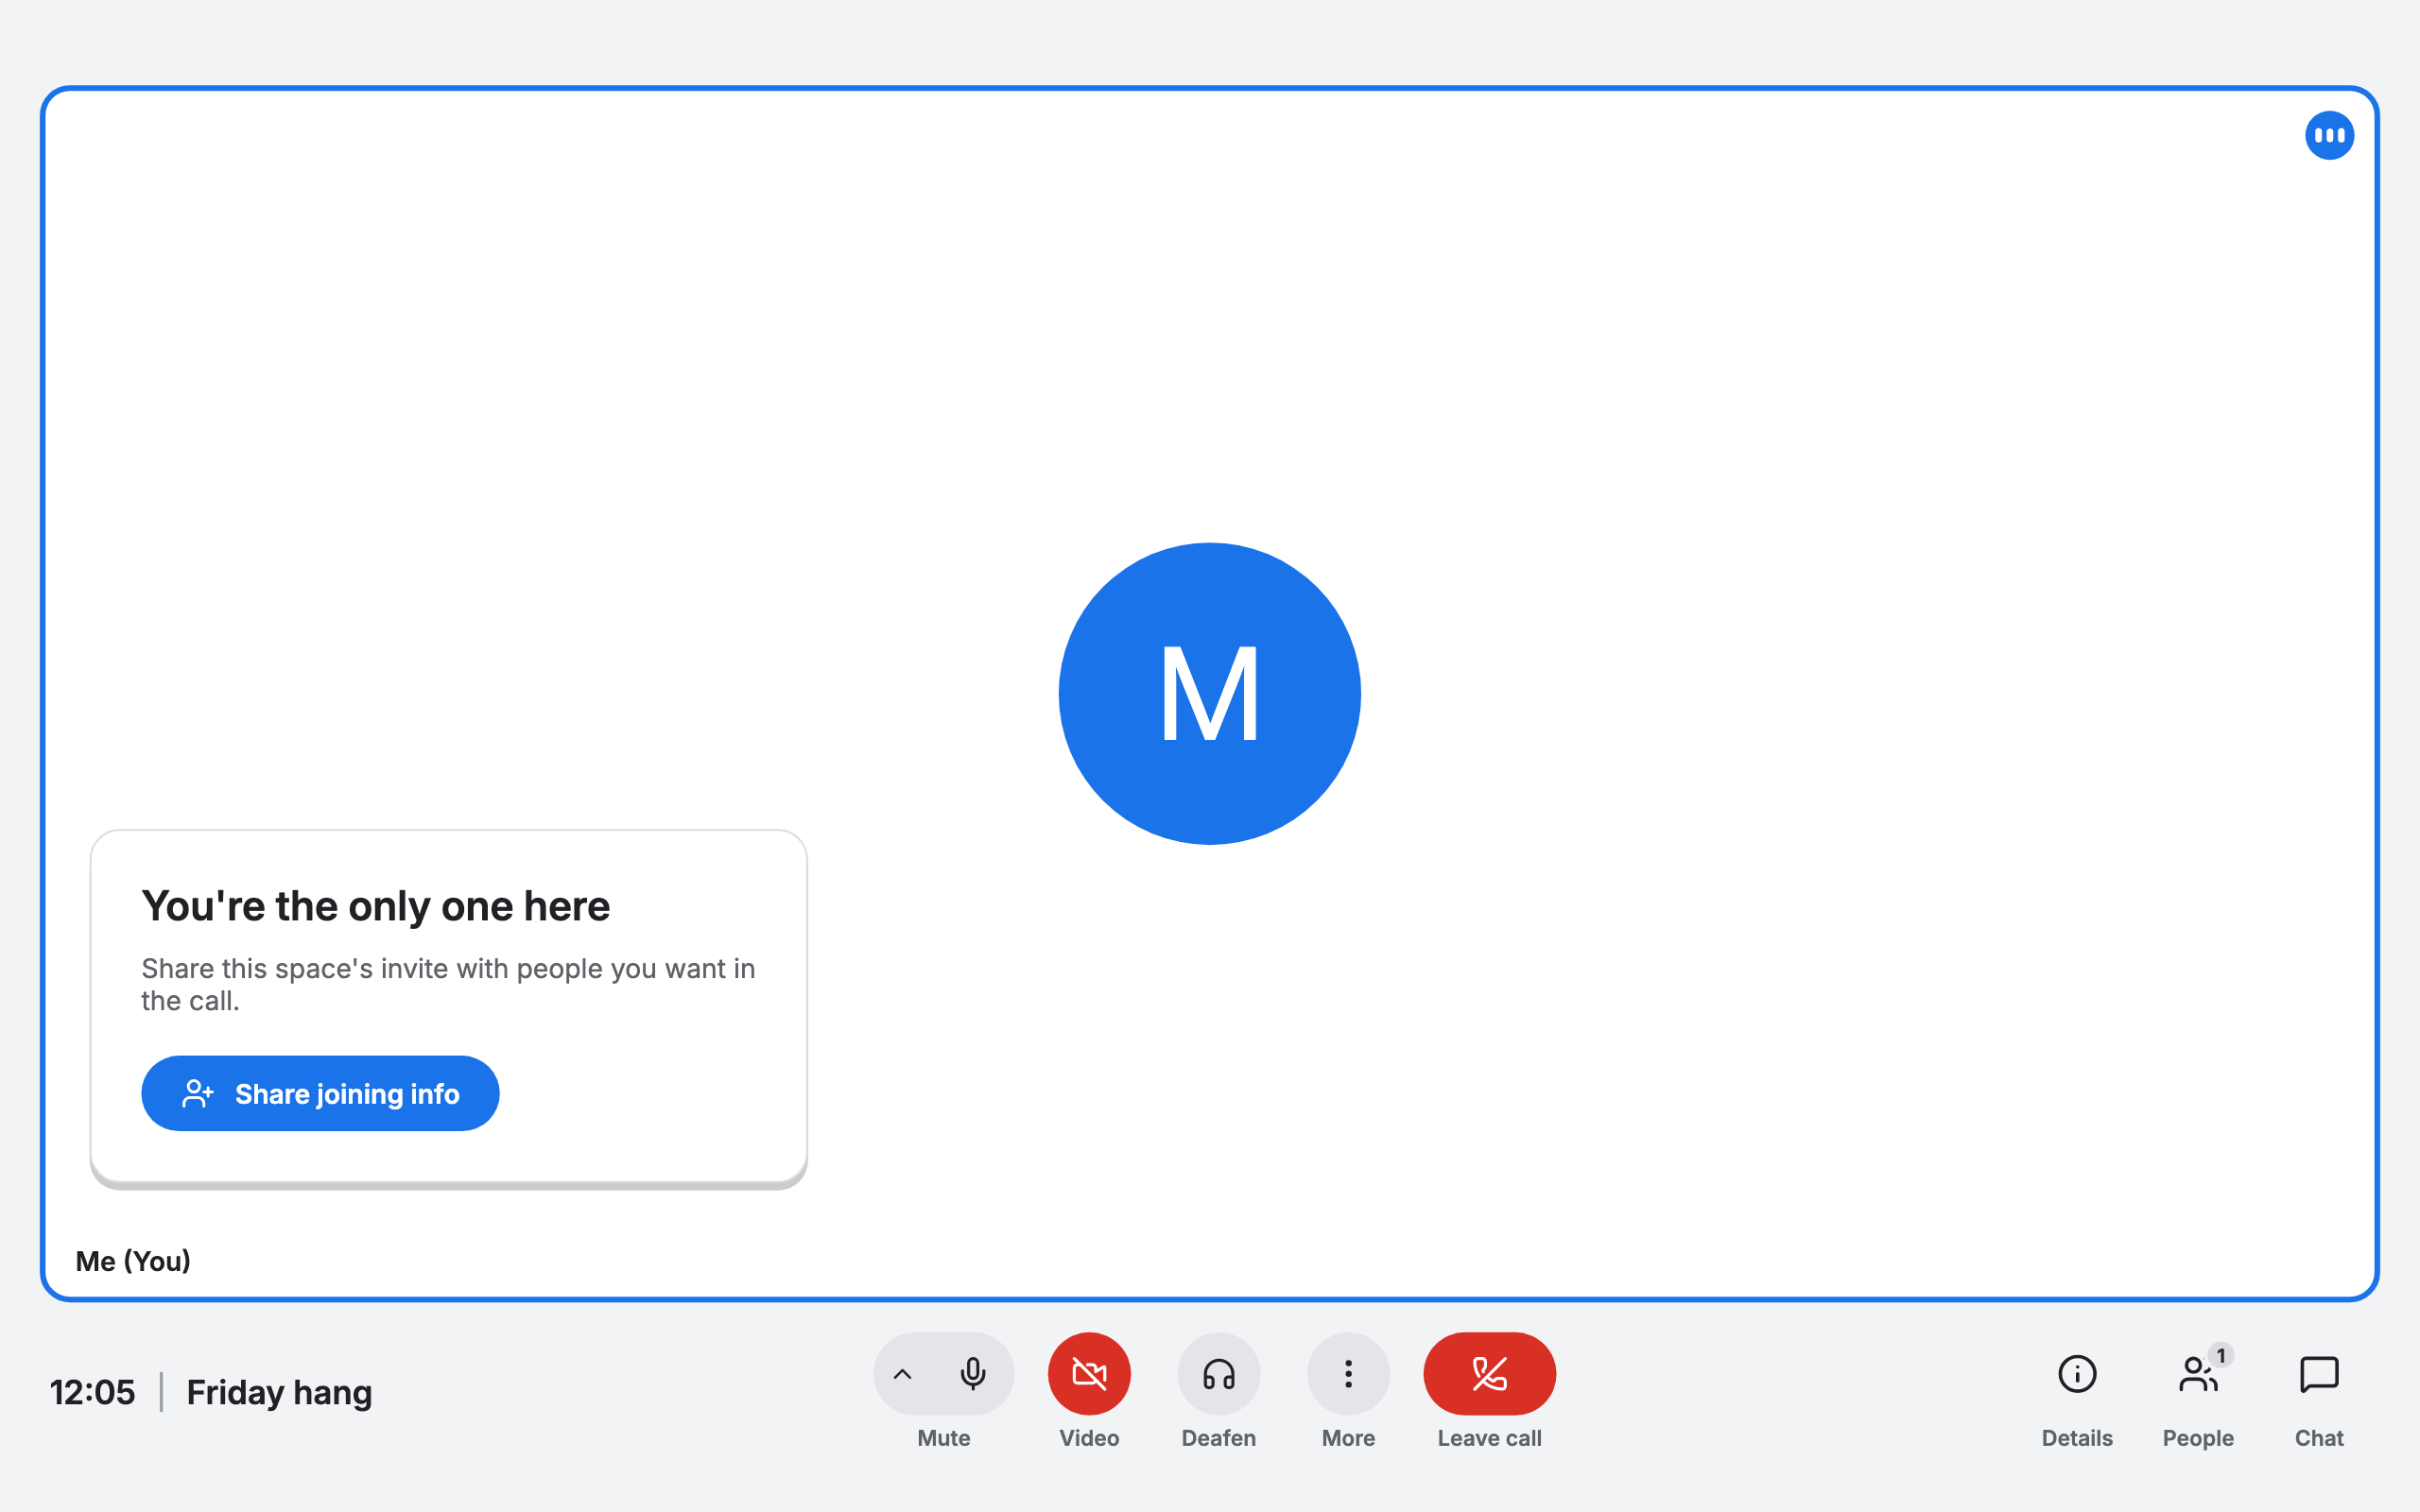 M
You're the only one here
Share this space's invite with people you want in
the call.
Share joining info
Me (You)
12:05 | Friday hang
Mute
Video
Deafen
More
Leave call
Details
1
People
Chat